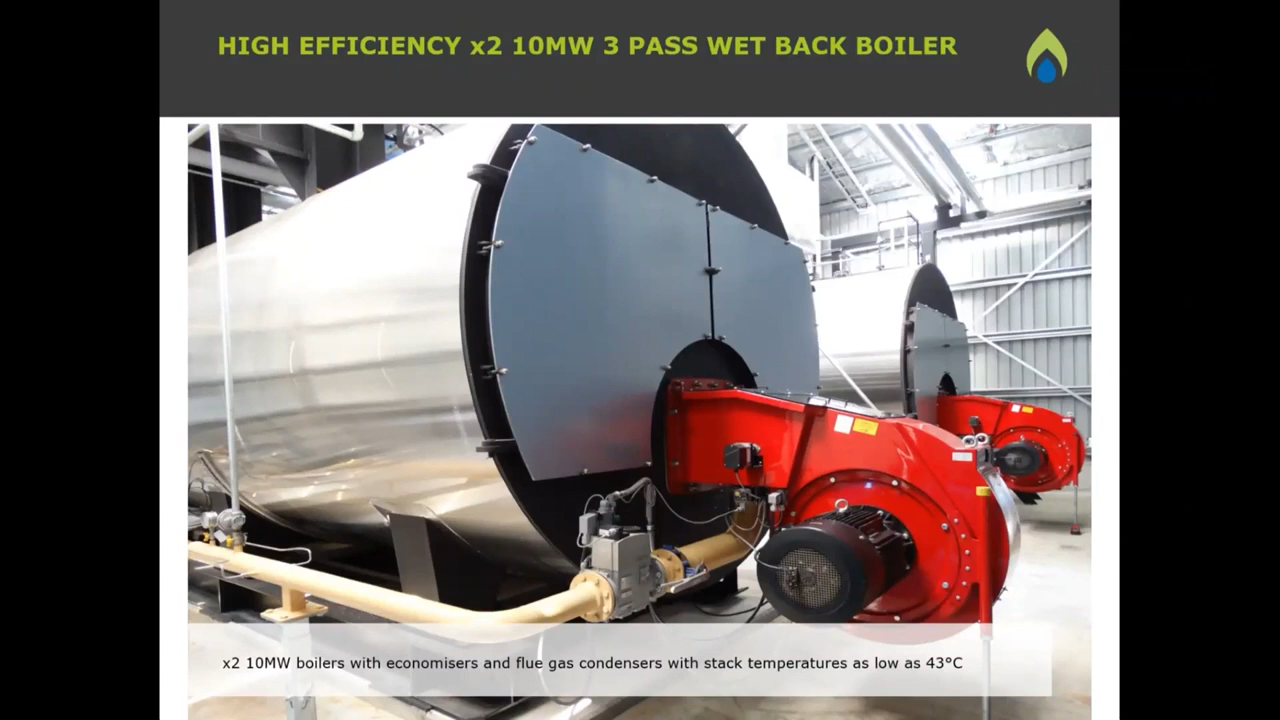 HIGH EFFICIENCY x2 10MW 3 PASS WET BACK BOILER
x2 10MW boilers with economisers and flue gas condensers with stack temperatures as low as 43°C